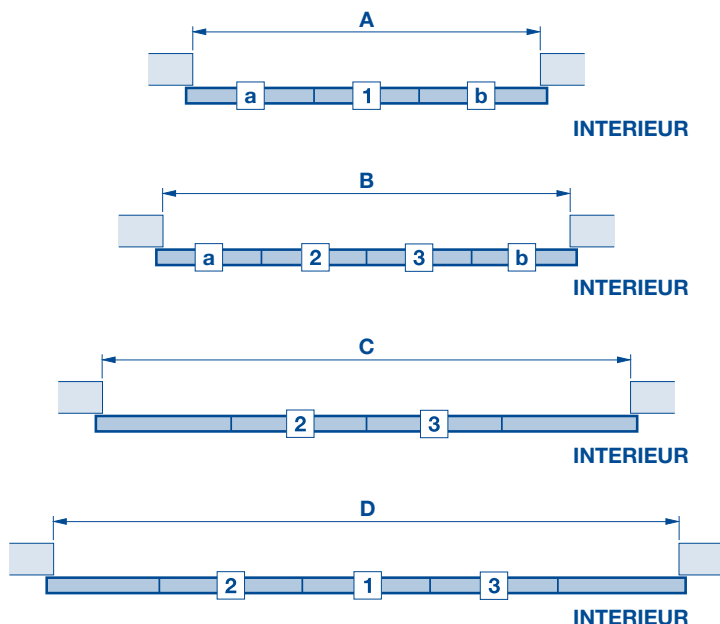 A
a 1 b
INTERIEUR
B
a 2 3 b
INTERIEUR
C
2 3
INTERIEUR
D
2 1 3
INTERIEUR